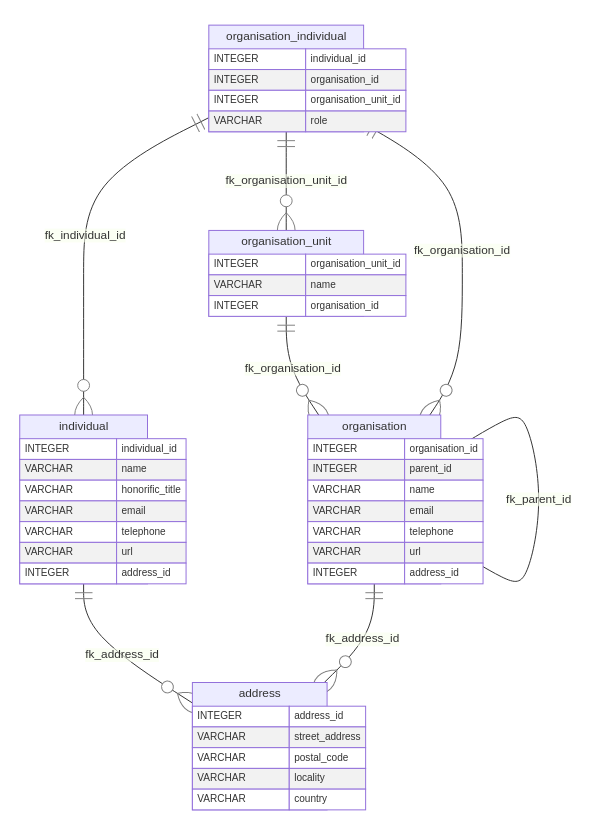 organisation_individual
INTEGER individual_id
INTEGER organisation_id
INTEGER organisation_unit_id
VARCHAR role
fk_organisation_unit_id
fk_individual_id
fk_organisation_id
organisation_unit
INTEGER organisation_unit_id
VARCHAR name
INTEGER organisation_id
fk_organisation_id
individual
INTEGER individual_id
VARCHAR name
VARCHAR honorific_title
VARCHAR email
VARCHAR telephone
VARCHAR url
INTEGER address_id
organisation
INTEGER organisation_id
INTEGER parent_id
VARCHAR name
VARCHAR email
VARCHAR telephone
VARCHAR url
INTEGER address_id
fk_parent_id
fk_address_id
fk_address_id
address
INTEGER address_id
VARCHAR street_address
VARCHAR postal_code
VARCHAR locality
VARCHAR country